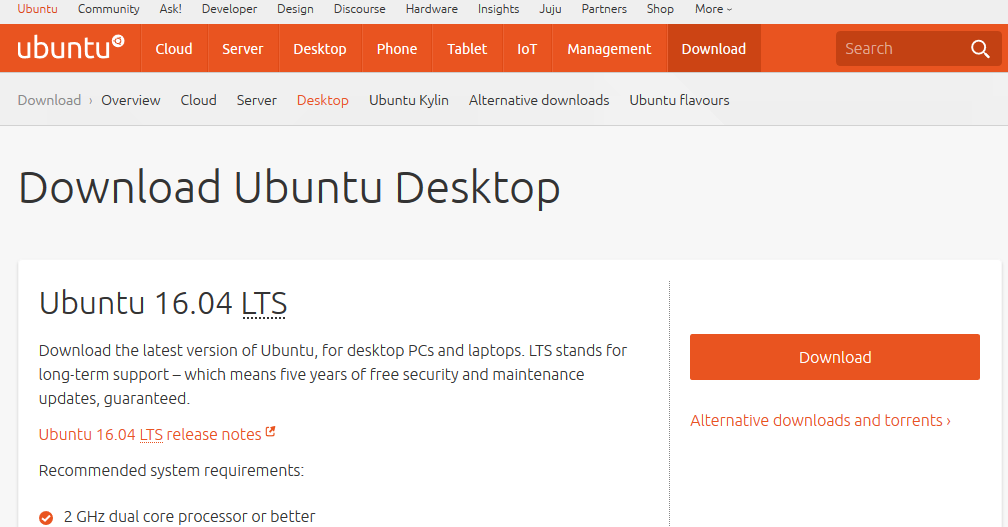 Ubuntu Community Ask! Developer Design Discourse Hardware Insights Juju Partners Shop More
ubuntu Cloud Server Desktop Phone Tablet IoT Management Download Search
Download › Overview Cloud Server Desktop Ubuntu Kylin Alternative downloads Ubuntu flavours
Download Ubuntu Desktop
Ubuntu 16.04 LTS
Download the latest version of Ubuntu, for desktop PCs and laptops. LTS stands for
long-term support – which means five years of free security and maintenance
updates, guaranteed.
Ubuntu 16.04 LTS release notes
Recommended system requirements:
2 GHz dual core processor or better
Download
Alternative downloads and torrents ›